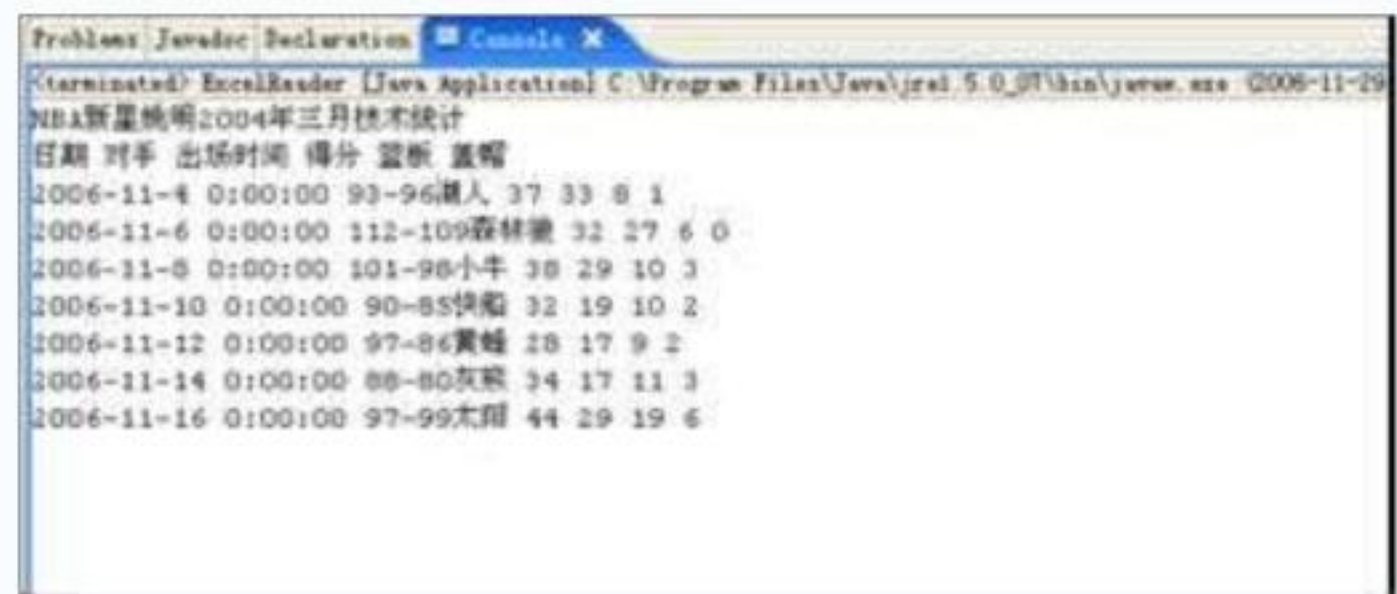 Problems Javadoc Declaration Console
<terminated> ExcelReader [Java Application] C:\Program Files\Java\jre1.5.0_07\bin\javaw.exe (2006-11-29
NBA新星姚明2004年三月技术统计
日期 对手 出场时间 得分 篮板 盖帽
2006-11-4 0:00:00 93-96湖人 37 33 8 1
2006-11-6 0:00:00 112-109森林狼 32 27 6 0
2006-11-8 0:00:00 101-98小牛 38 29 10 3
2006-11-10 0:00:00 90-85快船 32 19 10 2
2006-11-12 0:00:00 97-86黄蜂 28 17 9 2
2006-11-14 0:00:00 88-80灰熊 34 17 11 3
2006-11-16 0:00:00 97-99太阳 44 29 19 6